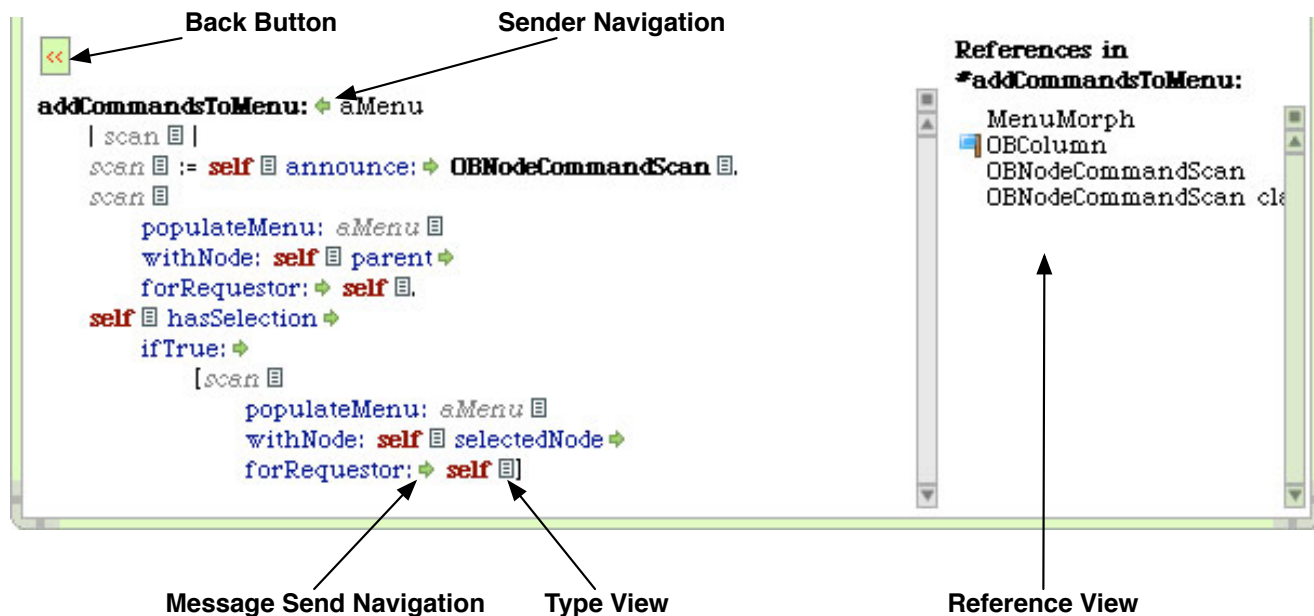 Back Button
Sender Navigation
<<
addCommandsToMenu: aMenu
| scan |
scan := self announce: OBNodeCommandScan.
scan
populateMenu: aMenu
withNode: self parent
forRequestor: self.
self hasSelection
ifTrue:
[scan
populateMenu: aMenu
withNode: self selectedNode
forRequestor: self]
References in
#addCommandsToMenu:
MenuMorph
OBColumn
OBNodeCommandScan
OBNodeCommandScan cla
Message Send Navigation
Type View
Reference View